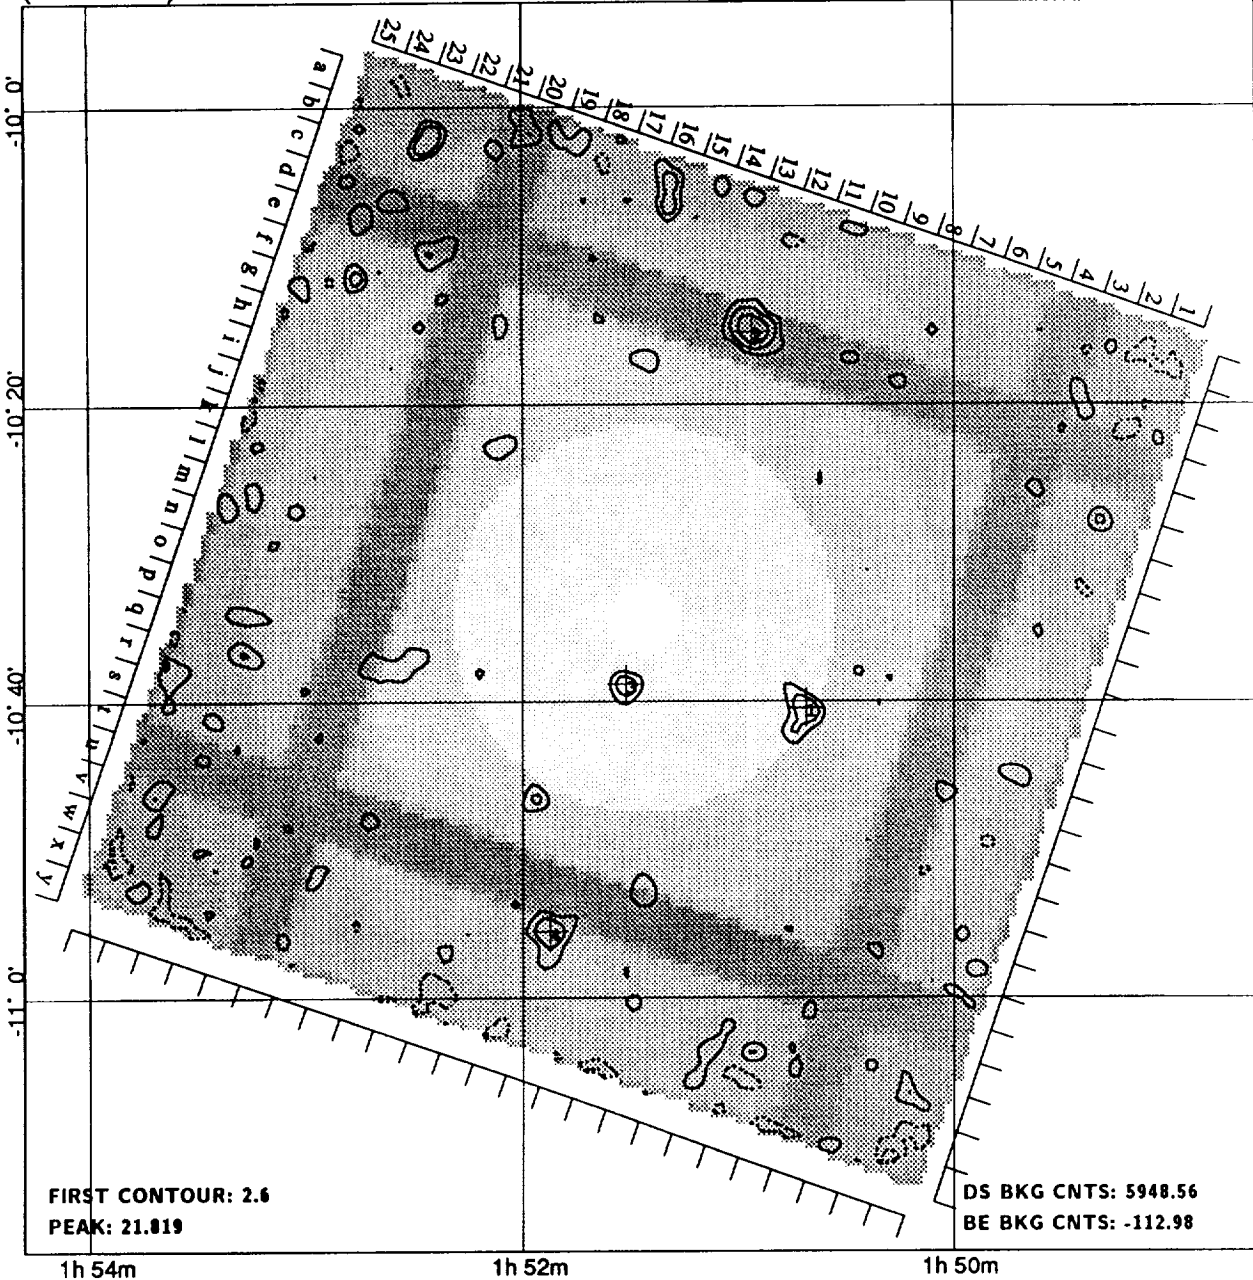 25 24 23 22 21 20 19 18 17 16 15 14 13 12 11 10 9 8 7 6 5 4 3 2 1
a b c d e f g h i j k l m n o p q r s t u v w x y
-10° 0'
-10° 20'
-10° 40'
-11° 0'
FIRST CONTOUR: 2.6
PEAK: 21.819
DS BKG CNTS: 5948.56
BE BKG CNTS: -112.98
1h 54m
1h 52m
1h 50m